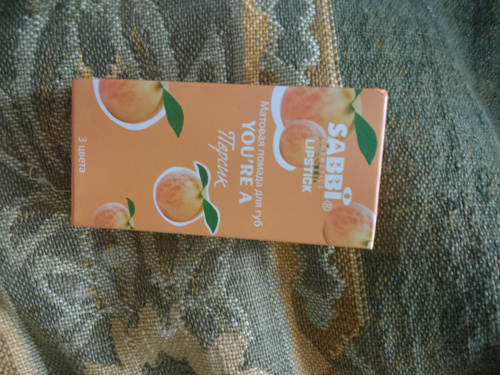 SABBI®
LIPSTICK
Матовая помада для губ
YOU'RE A
Персик
3 цвета